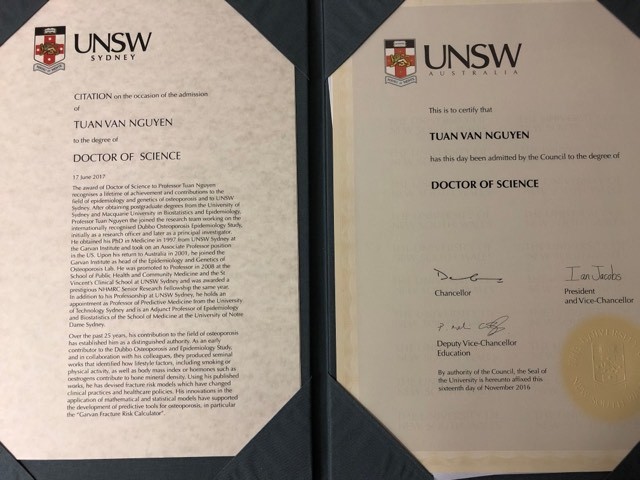 UNSW
SYDNEY
CITATION on the occasion of the admission
of
TUAN VAN NGUYEN
to the degree of
DOCTOR OF SCIENCE
17 June 2017
The award of Doctor of Science to Professor Tuan Nguyen
recognises a lifetime of achievement and contributions to the
field of epidemiology and genetics of osteoporosis and to UNSW
Sydney. After obtaining postgraduate degrees from the University of
Sydney and Macquarie University in Biostatistics and Epidemiology,
Professor Tuan Nguyen the joined the research team working on the
internationally recognised Dubbo Osteoporosis Epidemiology Study,
initially as a research officer and later as a principal investigator.
He obtained his PhD in Medicine in 1997 from UNSW Sydney at
the Garvan Institute and took on an Associate Professor position
in the US. Upon his return to Australia in 2001, he joined the
Garvan Institute as head of the Epidemiology and Genetics of
Osteoporosis Lab. He was promoted to Professor in 2008 at the
School of Public Health and Community Medicine and the St
Vincent's Clinical School at UNSW Sydney and was awarded a
prestigious NHMRC Senior Research Fellowship the same year.
In addition to his Professorship at UNSW Sydney, he holds an
appointment as Professor of Predictive Medicine from the University
of Technology Sydney and is an Adjunct Professor of Epidemiology
and Biostatistics of the School of Medicine at the University of Notre
Dame Sydney.
Over the past 25 years, his contribution to the field of osteoporosis
has established him as a distinguished authority. As an early
contributor to the Dubbo Osteoporosis and Epidemiology Study,
and in collaboration with his colleagues, they produced seminal
works that identified how lifestyle factors, including smoking or
physical activity, as well as body mass index or hormones such as
oestrogens contribute to bone mineral density. Using his published
works, he has devised fracture risk models which have changed
clinical practices and healthcare policies. His innovations in the
application of mathematical and statistical models have supported
the development of predictive tools for osteoporosis, in particular
the "Garvan Fracture Risk Calculator".
UNSW
AUSTRALIA
This is to certify that
TUAN VAN NGUYEN
has this day been admitted by the Council to the degree of
DOCTOR OF SCIENCE
Ian Jacobs
Chancellor
President
and Vice-Chancellor
Deputy Vice-Chancellor
Education
By authority of the Council, the Seal of
the University is hereunto affixed this
sixteenth day of November 2016